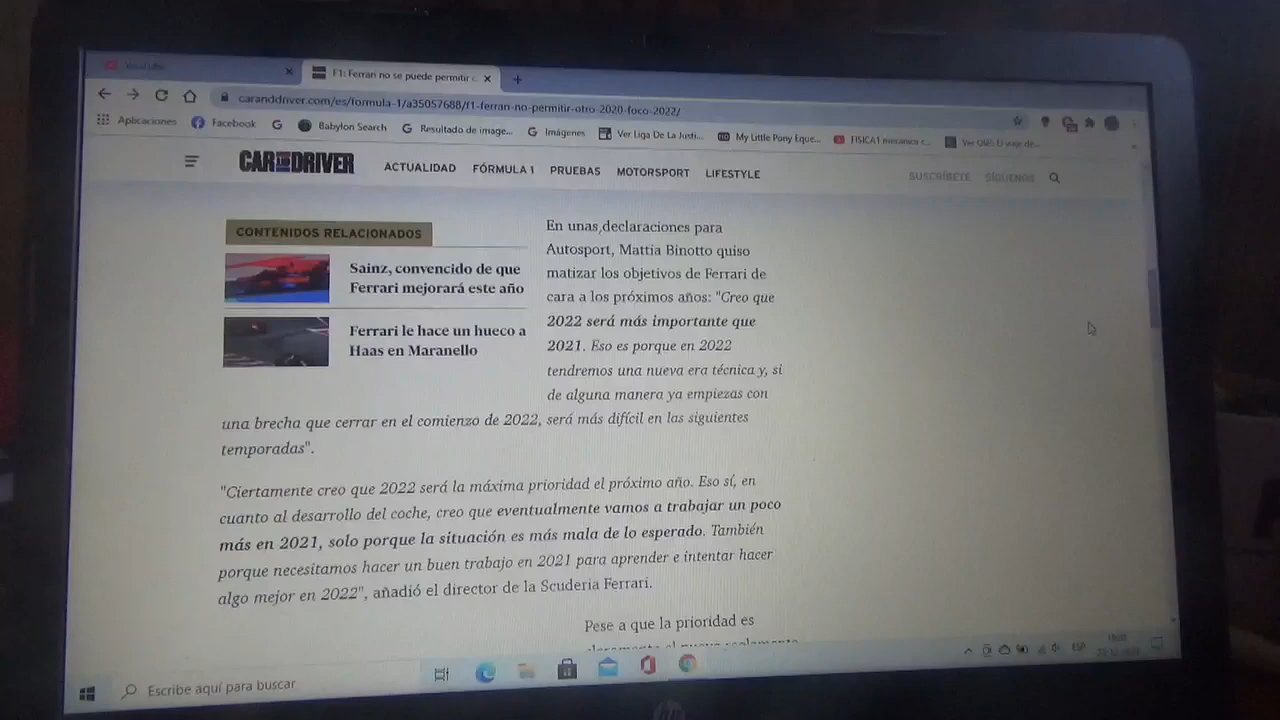 YouTube
F1: Ferrari no se puede permitir
caranddriver.com/es/formula-1/a35057688/f1-ferrari-no-permitir-otro-2020-foco-2022/
Aplicaciones Facebook Babylon Search Resultado de image... Imágenes Ver Liga De La Justi... My Little Pony Eque... FISICA1 mecanica r... Ver Olé: El viaje de...
CAR AND DRIVER ACTUALIDAD FÓRMULA 1 PRUEBAS MOTORSPORT LIFESTYLE SUSCRÍBETE SÍGUENOS
CONTENIDOS RELACIONADOS
Sainz, convencido de que
Ferrari mejorará este año
Ferrari le hace un hueco a
Haas en Maranello
En unas declaraciones para
Autosport, Mattia Binotto quiso
matizar los objetivos de Ferrari de
cara a los próximos años: "Creo que
2022 será más importante que
2021. Eso es porque en 2022
tendremos una nueva era técnica y, si
de alguna manera ya empiezas con
una brecha que cerrar en el comienzo de 2022, será más difícil en las siguientes
temporadas".
"Ciertamente creo que 2022 será la máxima prioridad el próximo año. Eso sí, en
cuanto al desarrollo del coche, creo que eventualmente vamos a trabajar un poco
más en 2021, solo porque la situación es más mala de lo esperado. También
porque necesitamos hacer un buen trabajo en 2021 para aprender e intentar hacer
algo mejor en 2022", añadió el director de la Scuderia Ferrari.
Pese a que la prioridad es
Escribe aquí para buscar
ESP
hp